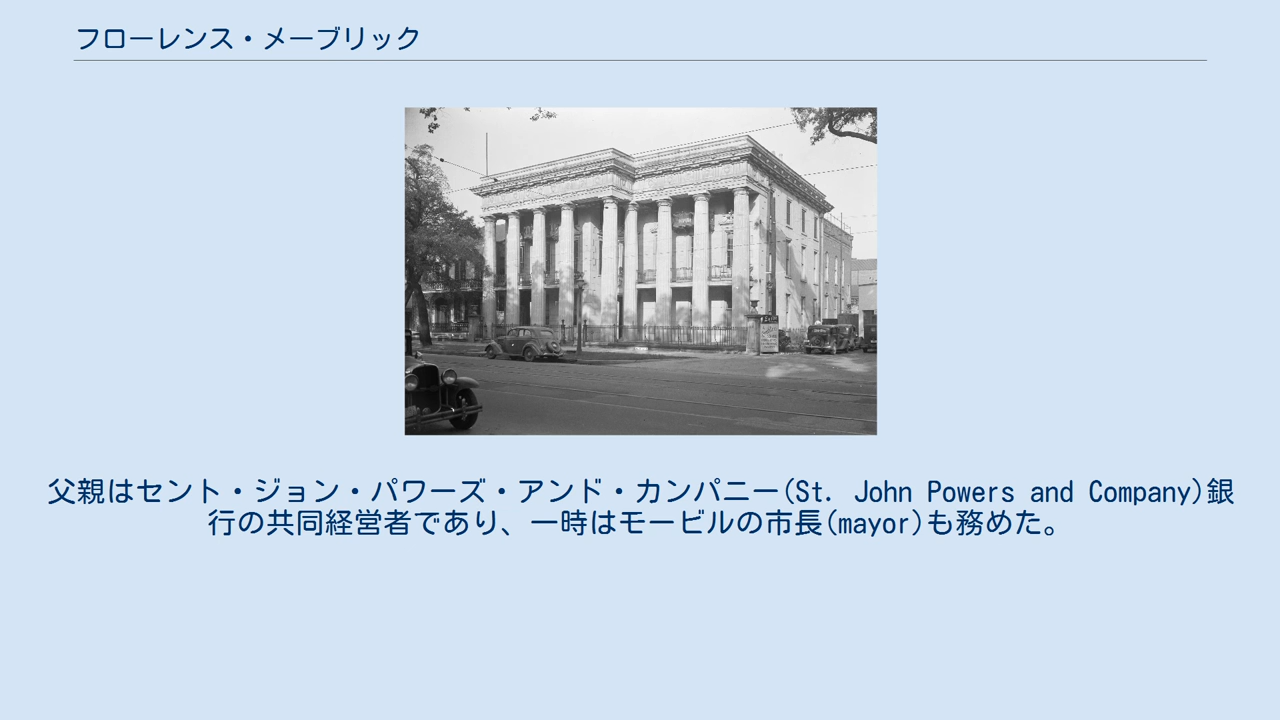 フローレンス・メーブリック
父親はセント・ジョン・パワーズ・アンド・カンパニー(St. John Powers and Company)銀
行の共同経営者であり、一時はモービルの市長(mayor)も務めた。